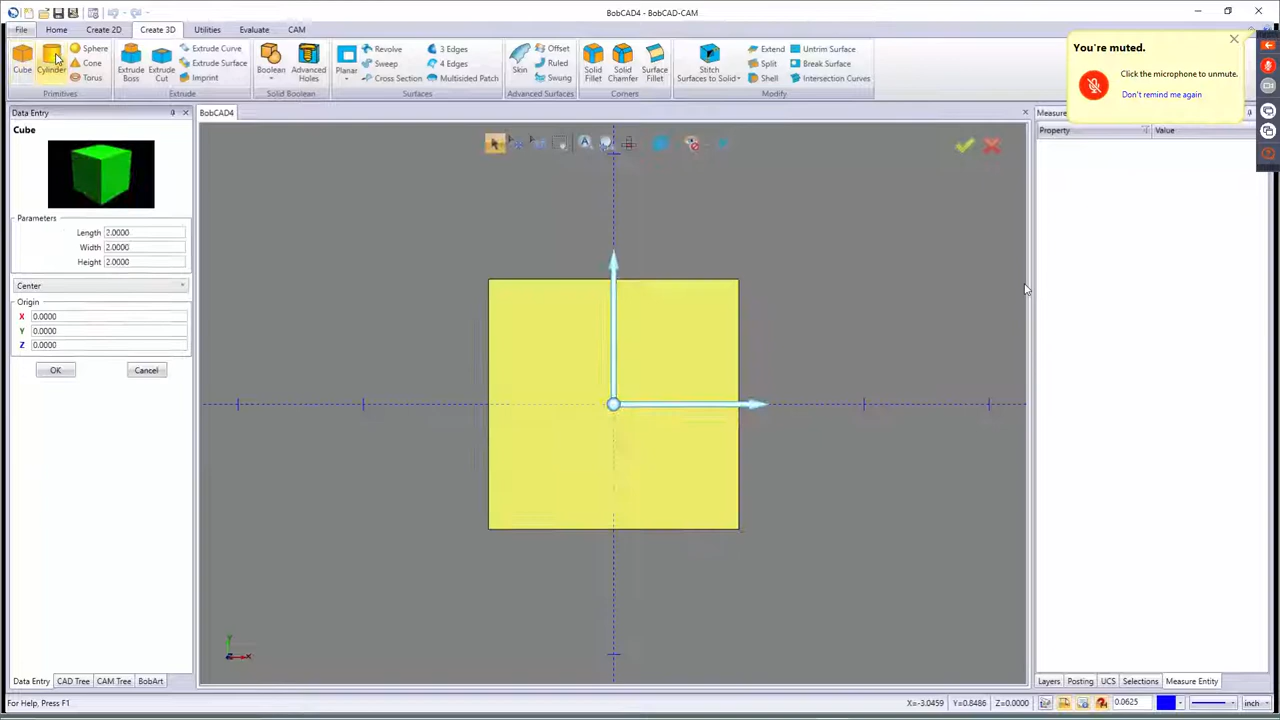 BobCAD4 - BobCAD-CAM
File Home Create 2D Create 3D Utilities Evaluate CAM
Cube Cylinder Sphere Cone Torus
Primitives
Extrude Boss Extrude Cut Extrude Curve Extrude Surface Imprint
Extrude
Boolean Advanced Holes
Solid Boolean
Planar Revolve Sweep Cross Section 3 Edges 4 Edges Multisided Patch
Surfaces
Skin Offset Ruled Swung
Advanced Surfaces
Solid Fillet Solid Chamfer Surface Fillet
Corners
Stitch Surfaces to Solid Extend Split Shell Untrim Surface Break Surface Intersection Curves
Modify
You're muted.
Click the microphone to unmute.
Don't remind me again
Data Entry
BobCAD4
Measure
Property Value
Cube
Parameters
Length 2.0000
Width 2.0000
Height 2.0000
Center
Origin
X 0.0000
Y 0.0000
Z 0.0000
OK Cancel
Data Entry CAD Tree CAM Tree BobArt
Layers Posting UCS Selections Measure Entity
For Help, Press F1
X=-3.0459 Y=0.8486 Z=0.0000 0.0625 inch